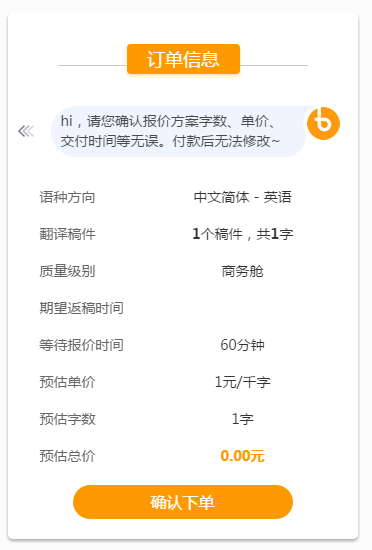 订单信息
hi，请您确认报价方案字数、单价、
交付时间等无误。付款后无法修改~
语种方向 中文简体 - 英语
翻译稿件 1个稿件，共1字
质量级别 商务舱
期望返稿时间
等待报价时间 60分钟
预估单价 1元/千字
预估字数 1字
预估总价 0.00元
确认下单